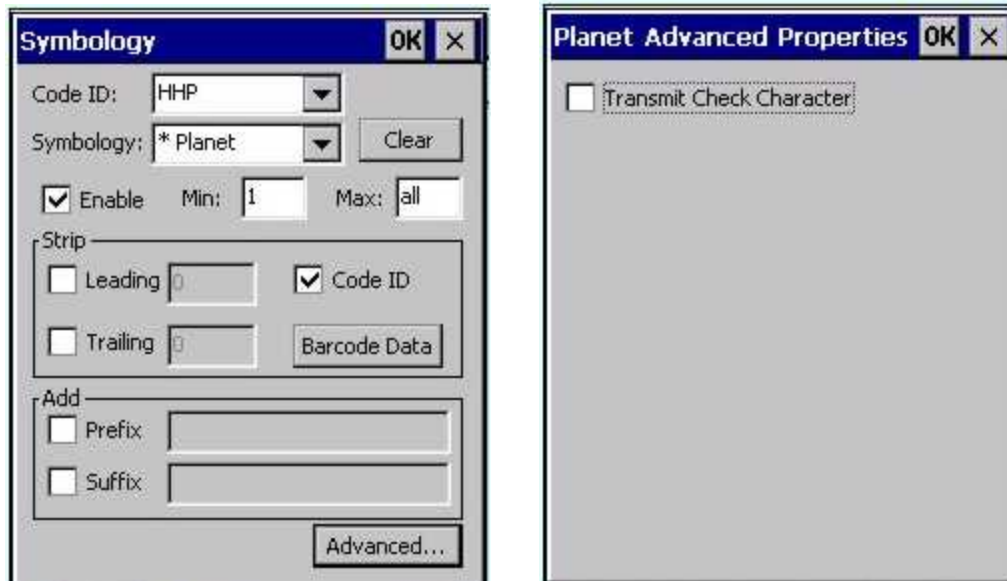 Symbology OK ×
Code ID: HHP
Symbology: * Planet Clear
Enable Min: 1 Max: all
Strip
Leading 0 Code ID
Trailing 0 Barcode Data
Add
Prefix
Suffix
Advanced...
Planet Advanced Properties OK ×
Transmit Check Character